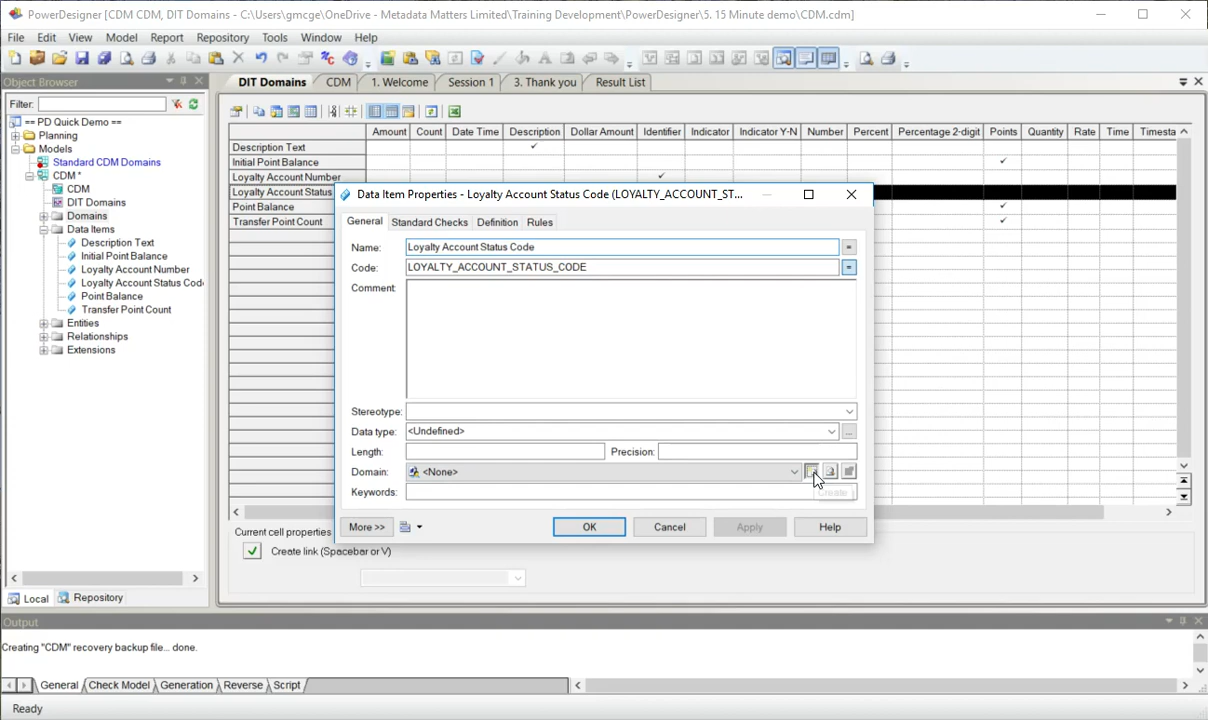 PowerDesigner [CDM CDM, DIT Domains - C:\Users\gmcge\OneDrive - Metadata Matters Limited\Training Development\PowerDesigner\5. 15 Minute demo\CDM.cdm]
File Edit View Model Report Repository Tools Window Help
Object Browser
Filter:
== PD Quick Demo ==
Planning
Models
Standard CDM Domains
CDM *
CDM
DIT Domains
Domains
Data Items
Description Text
Initial Point Balance
Loyalty Account Number
Loyalty Account Status Cod
Point Balance
Transfer Point Count
Entities
Relationships
Extensions
Local Repository
DIT Domains CDM 1. Welcome Session 1 3. Thank you Result List
Amount Count Date Time Description Dollar Amount Identifier Indicator Indicator Y-N Number Percent Percentage 2-digit Points Quantity Rate Time Timesta
Description Text
Initial Point Balance
Loyalty Account Number
Loyalty Account Status
Point Balance
Transfer Point Count
Data Item Properties - Loyalty Account Status Code (LOYALTY_ACCOUNT_ST...
General Standard Checks Definition Rules
Name: Loyalty Account Status Code =
Code: LOYALTY_ACCOUNT_STATUS_CODE =
Comment:
Stereotype:
Data type: <Undefined> ...
Length: Precision:
Domain: <None>
Keywords: Create
More >> OK Cancel Apply Help
Current cell properties
Create link (Spacebar or V)
Output
Creating "CDM" recovery backup file... done.
General Check Model Generation Reverse Script
Ready